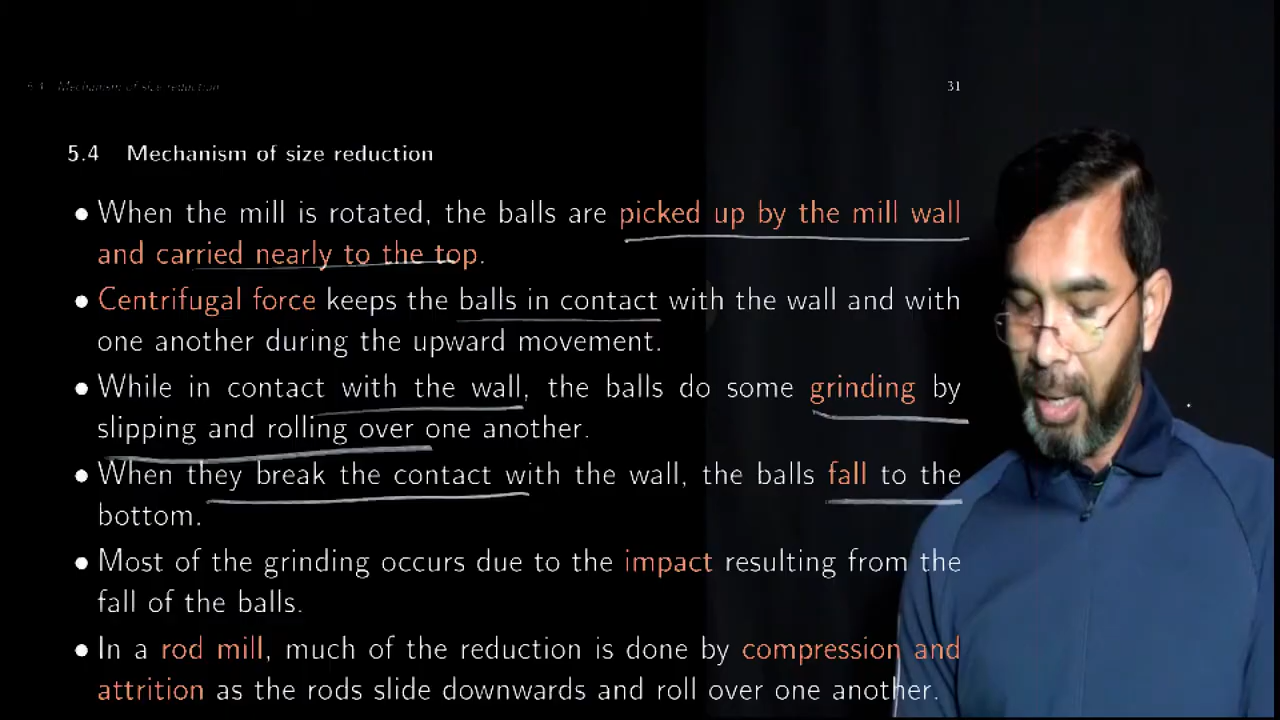 5.4 Mechanism of size reduction
31
5.4 Mechanism of size reduction
● When the mill is rotated, the balls are picked up by the mill wall
and carried nearly to the top.
● Centrifugal force keeps the balls in contact with the wall and with
one another during the upward movement.
● While in contact with the wall, the balls do some grinding by
slipping and rolling over one another.
● When they break the contact with the wall, the balls fall to the
bottom.
● Most of the grinding occurs due to the impact resulting from the
fall of the balls.
● In a rod mill, much of the reduction is done by compression and
attrition as the rods slide downwards and roll over one another.